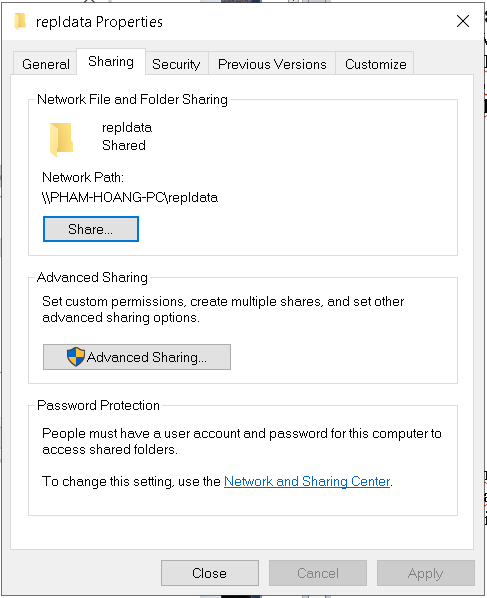 repldata Properties
General Sharing Security Previous Versions Customize
Network File and Folder Sharing
repldata
Shared
Network Path:
\\PHAM-HOANG-PC\repldata
Share...
Advanced Sharing
Set custom permissions, create multiple shares, and set other
advanced sharing options.
Advanced Sharing...
Password Protection
People must have a user account and password for this computer to
access shared folders.
To change this setting, use the Network and Sharing Center.
Close Cancel Apply